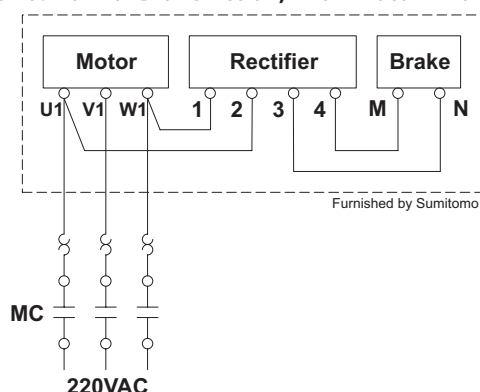 Motor Rectifier Brake
U1 V1 W1 1 2 3 4 M N
Furnished by Sumitomo
MC
220VAC